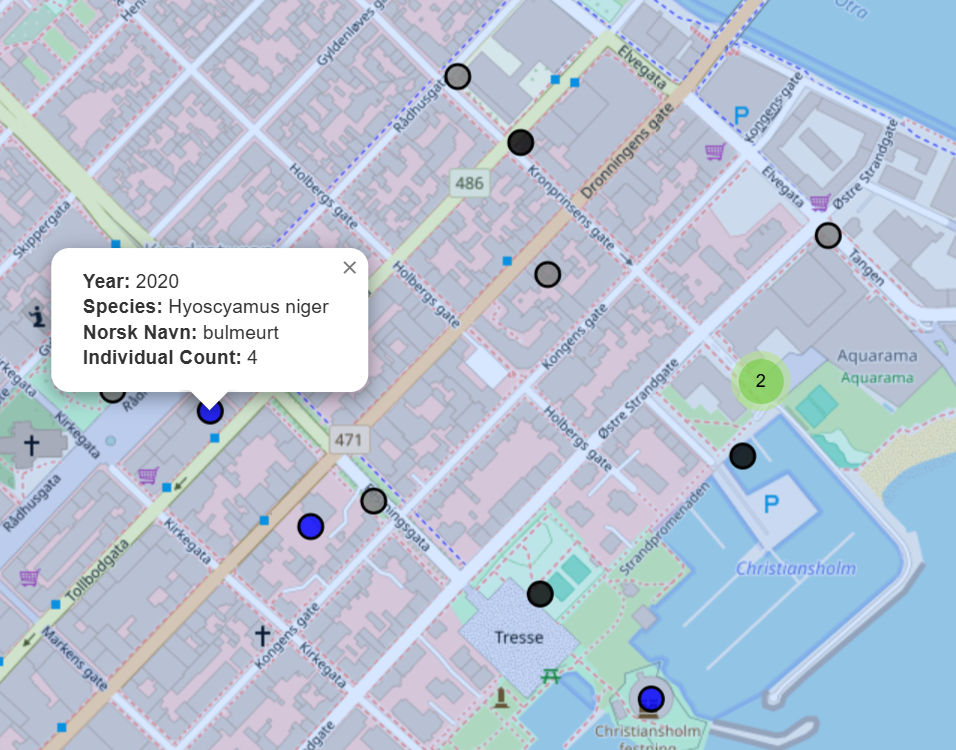 Otra
Gyldenløves gate
Elvegata
Rådhusgata
Kongens gate
P
Dronningens gate
486
Holbergs gate
Kronprinsens gate
Elvegata
Østre Strandgate
Skippergata
Tangen
×
Year: 2020
Species: Hyoscyamus niger
Norsk Navn: bulmeurt
Individual Count: 4
Holbergs gate
Kongens gate
Aquarama
Aquarama
2
Østre Strandgate
Kirkegata
471
Holbergs gate
Rådhusgata
P
Strandpromenaden
Kirkegata
Tollbodgata
Christiansholm
Markens gate
Kongens gate
Kirkegata
Tresse
Christiansholm
festning